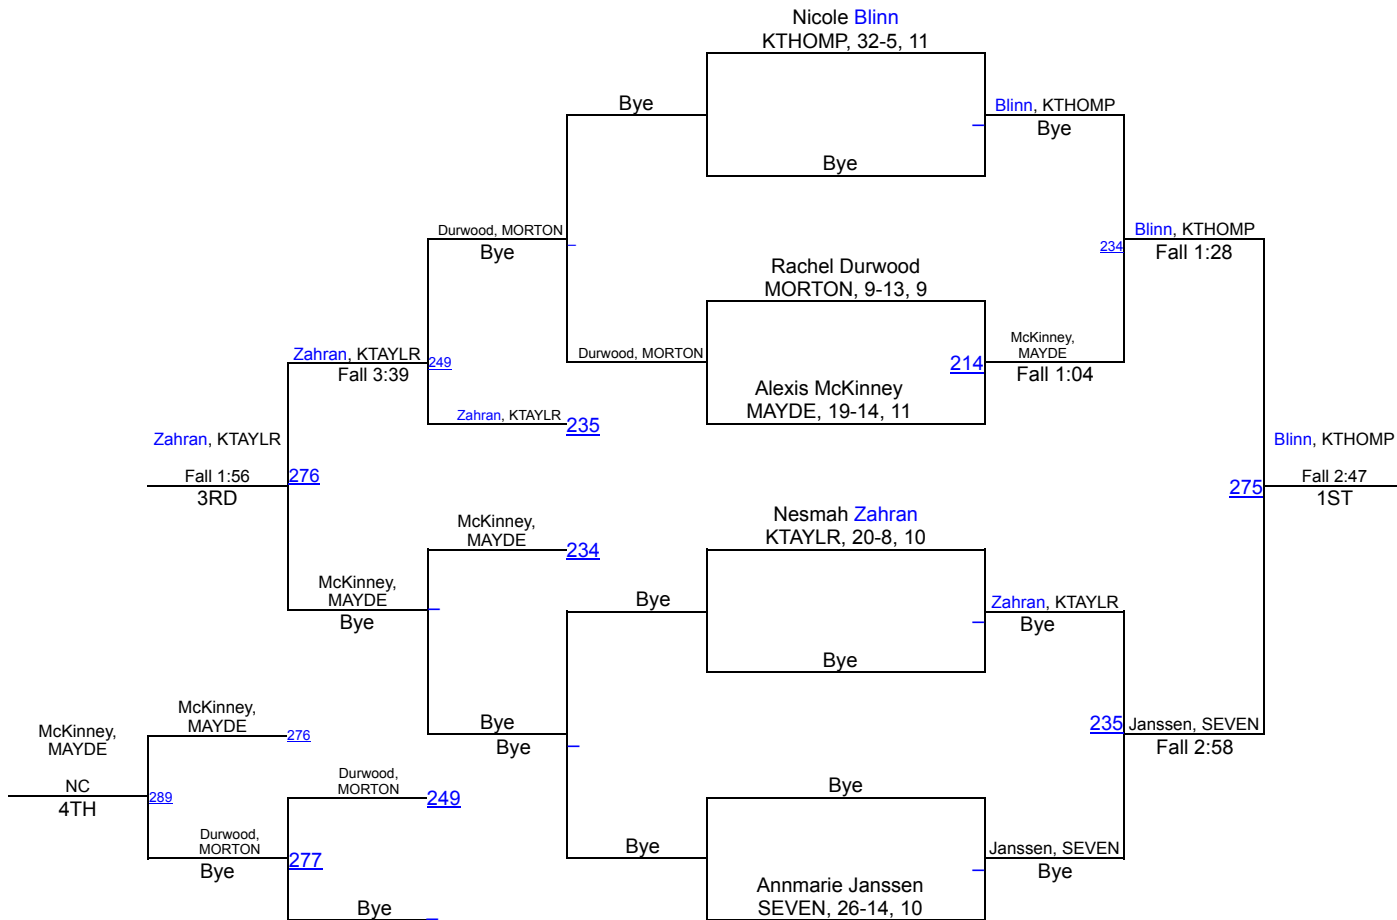 Nicole Blinn
KTHOMP, 32-5, 11
Bye
Blinn, KTHOMP
Bye
Bye
Durwood, MORTON
Bye
Blinn, KTHOMP
234
Fall 1:28
Rachel Durwood
MORTON, 9-13, 9
Zahran, KTAYLR
249
Fall 3:39
Durwood, MORTON
McKinney,
MAYDE
214
Fall 1:04
Alexis McKinney
MAYDE, 19-14, 11
Zahran, KTAYLR
235
Zahran, KTAYLR
Fall 1:56
276
3RD
Blinn, KTHOMP
Fall 2:47
275
1ST
McKinney,
MAYDE
234
Nesmah Zahran
KTAYLR, 20-8, 10
McKinney,
MAYDE
Bye
Bye
Zahran, KTAYLR
Bye
Bye
McKinney,
MAYDE
276
Bye
Bye
235
Janssen, SEVEN
Fall 2:58
McKinney,
MAYDE
NC
289
4TH
Durwood,
MORTON
249
Bye
Durwood,
MORTON
277
Bye
Bye
Janssen, SEVEN
Bye
Annmarie Janssen
SEVEN, 26-14, 10
Bye